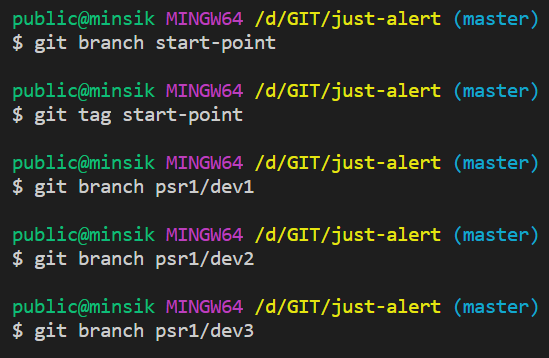 public@minsik MINGW64 /d/GIT/just-alert (master)
$ git branch start-point
public@minsik MINGW64 /d/GIT/just-alert (master)
$ git tag start-point
public@minsik MINGW64 /d/GIT/just-alert (master)
$ git branch psr1/dev1
public@minsik MINGW64 /d/GIT/just-alert (master)
$ git branch psr1/dev2
public@minsik MINGW64 /d/GIT/just-alert (master)
$ git branch psr1/dev3